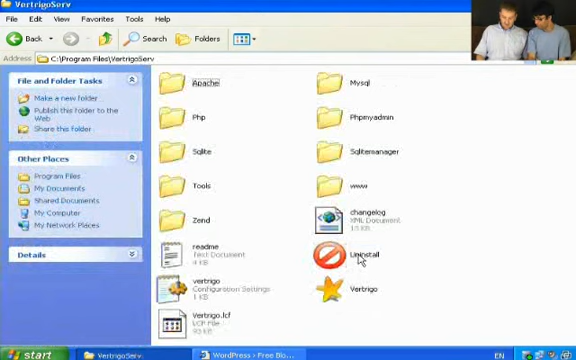 VertrigoServ
File Edit View Favorites Tools Help
Back Search Folders
Address C:\Program Files\VertrigoServ
File and Folder Tasks
Make a new folder
Publish this folder to the
Web
Share this folder
Other Places
Program Files
My Documents
Shared Documents
My Computer
My Network Places
Details
Apache
Mysql
Php
Phpmyadmin
Sqlite
Sqlitemanager
Tools
www
Zend
changelog
XML Document
readme
Text Document
4 KB
Uninstall
vertrigo
Configuration Settings
1 KB
Vertrigo
Vertrigo.lcf
LCF File
start VertrigoServ WordPress › Free Blo... EN